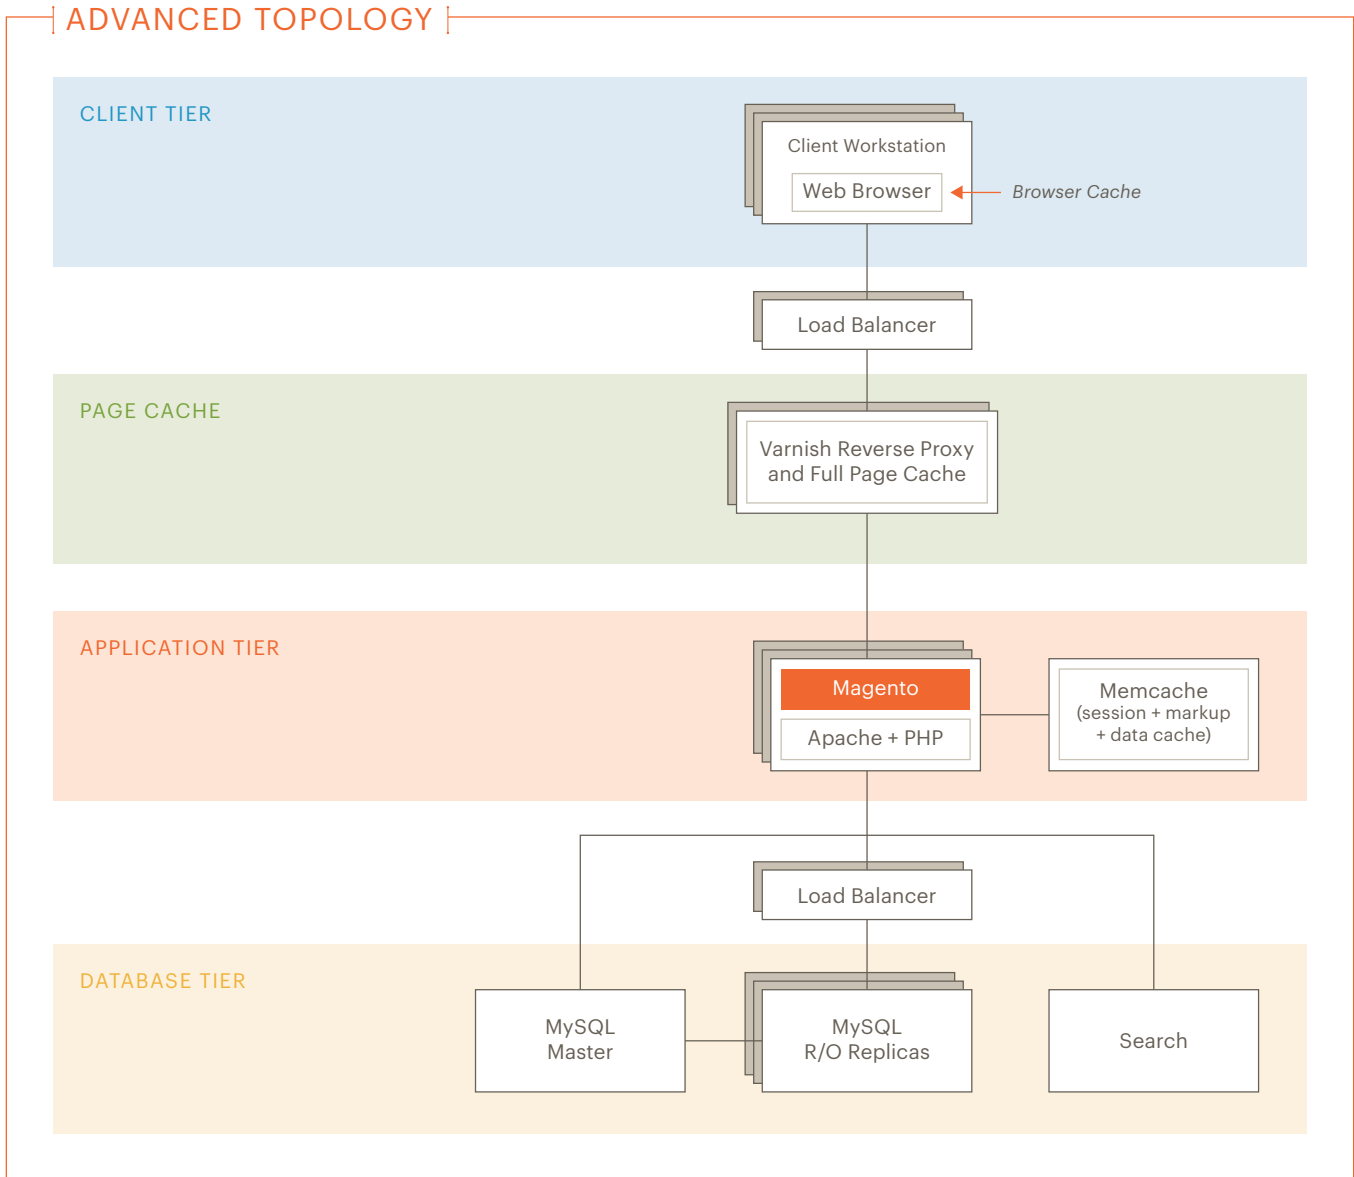 ADVANCED TOPOLOGY
CLIENT TIER
Client Workstation
Web Browser
Browser Cache
Load Balancer
PAGE CACHE
Varnish Reverse Proxy
and Full Page Cache
APPLICATION TIER
Magento
Apache + PHP
Memcache
(session + markup
+ data cache)
Load Balancer
DATABASE TIER
MySQL
Master
MySQL
R/O Replicas
Search